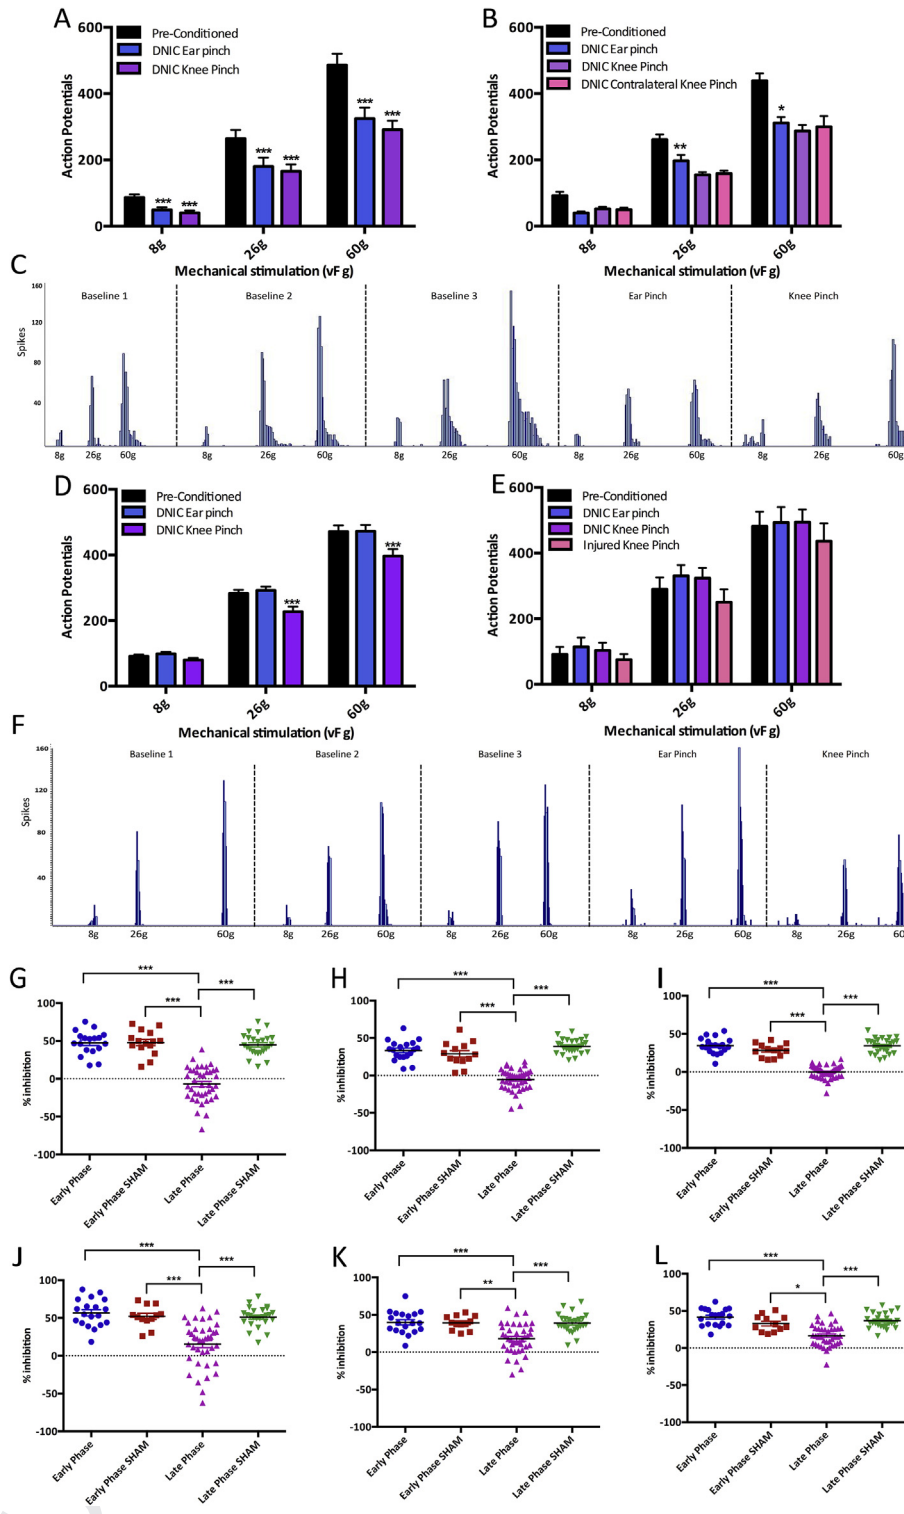 A
600
400
200
0
Action Potentials
Pre-Conditioned
DNIC Ear pinch
DNIC Knee Pinch
*** ***
*** ***
*** ***
8g 26g 60g
Mechanical stimulation (vF g)
B
600
400
200
0
Action Potentials
Pre-Conditioned
DNIC Ear pinch
DNIC Knee Pinch
DNIC Contralateral Knee Pinch
**
*
8g 26g 60g
Mechanical stimulation (vF g)
C
160
120
80
40
Spikes
Baseline 1 Baseline 2 Baseline 3 Ear Pinch Knee Pinch
8g 26g 60g 8g 26g 60g 8g 26g 60g 8g 26g 60g 8g 26g 60g
D
600
400
200
0
Action Potentials
Pre-Conditioned
DNIC Ear pinch
DNIC Knee Pinch
***
***
8g 26g 60g
Mechanical stimulation (vF g)
E
600
400
200
0
Action Potentials
Pre-Conditioned
DNIC Ear pinch
DNIC Knee Pinch
Injured Knee Pinch
8g 26g 60g
Mechanical stimulation (vF g)
F
160
120
80
40
Spikes
Baseline 1 Baseline 2 Baseline 3 Ear Pinch Knee Pinch
8g 26g 60g 8g 26g 60g 8g 26g 60g 8g 26g 60g 8g 26g 60g
G
***
*** ***
100
50
0
-50
-100
% inhibition
Early Phase
Early Phase SHAM
Late Phase
Late Phase SHAM
H
***
*** ***
100
50
0
-50
-100
% inhibition
Early Phase
Early Phase SHAM
Late Phase
Late Phase SHAM
I
***
*** ***
100
50
0
-50
-100
% inhibition
Early Phase
Early Phase SHAM
Late Phase
Late Phase SHAM
J
***
*** ***
100
50
0
-50
-100
% inhibition
Early Phase
Early Phase SHAM
Late Phase
Late Phase SHAM
K
***
** ***
100
50
0
-50
-100
% inhibition
Early Phase
Early Phase SHAM
Late Phase
Late Phase SHAM
L
***
* ***
100
50
0
-50
-100
% inhibition
Early Phase
Early Phase SHAM
Late Phase
Late Phase SHAM